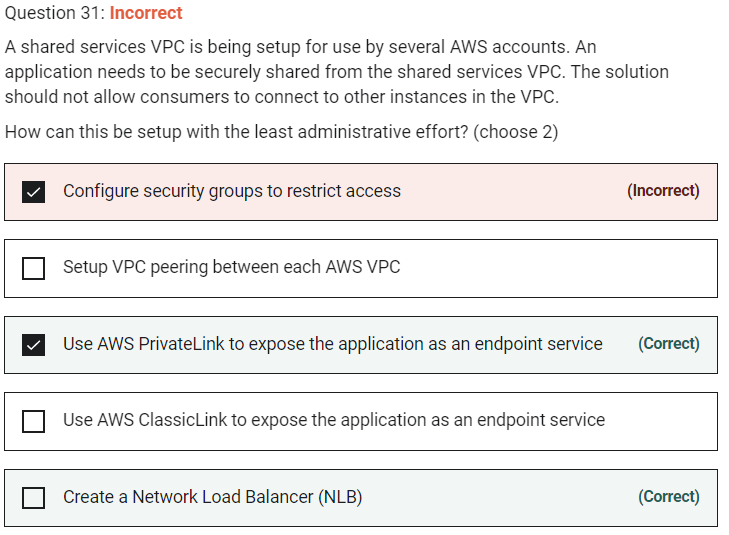 Question 31: Incorrect
A shared services VPC is being setup for use by several AWS accounts. An
application needs to be securely shared from the shared services VPC. The solution
should not allow consumers to connect to other instances in the VPC.
How can this be setup with the least administrative effort? (choose 2)
Configure security groups to restrict access (Incorrect)
Setup VPC peering between each AWS VPC
Use AWS PrivateLink to expose the application as an endpoint service (Correct)
Use AWS ClassicLink to expose the application as an endpoint service
Create a Network Load Balancer (NLB) (Correct)